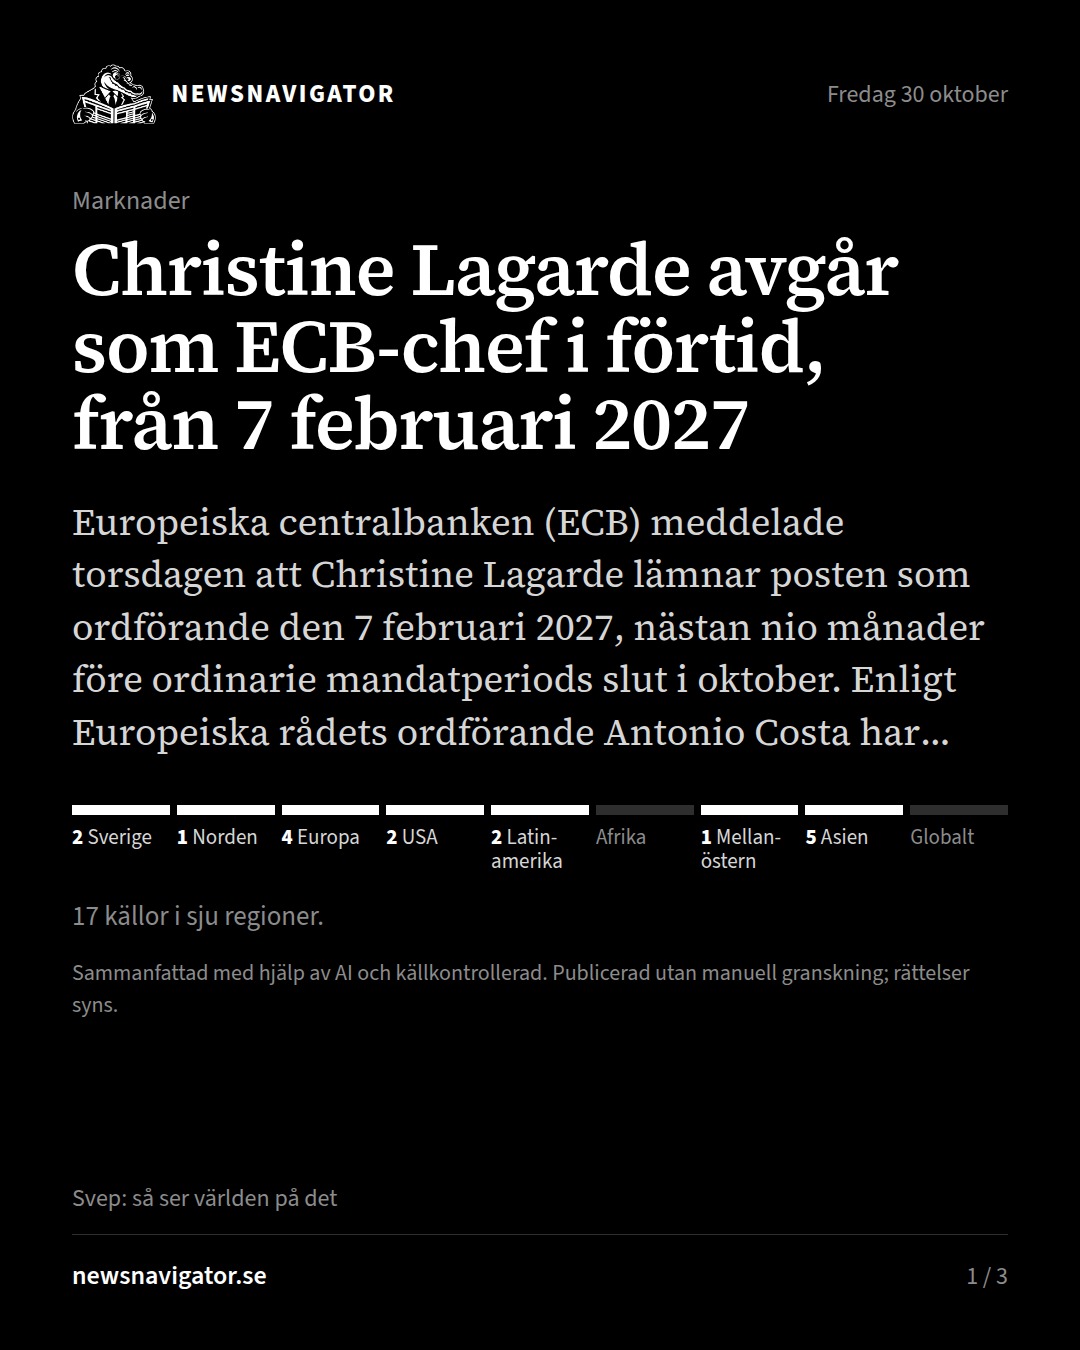 NEWSNAVIGATOR
Fredag 30 oktober
Marknader
Christine Lagarde avgår
som ECB-chef i förtid,
från 7 februari 2027
Europeiska centralbanken (ECB) meddelade
torsdagen att Christine Lagarde lämnar posten som
ordförande den 7 februari 2027, nästan nio månader
före ordinarie mandatperiods slut i oktober. Enligt
Europeiska rådets ordförande Antonio Costa har...
2 Sverige
1 Norden
4 Europa
2 USA
2 Latin-
amerika
Afrika
1 Mellan-
östern
5 Asien
Globalt
17 källor i sju regioner.
Sammanfattad med hjälp av AI och källkontrollerad. Publicerad utan manuell granskning; rättelser
syns.
Svep: så ser världen på det
newsnavigator.se
1 / 3